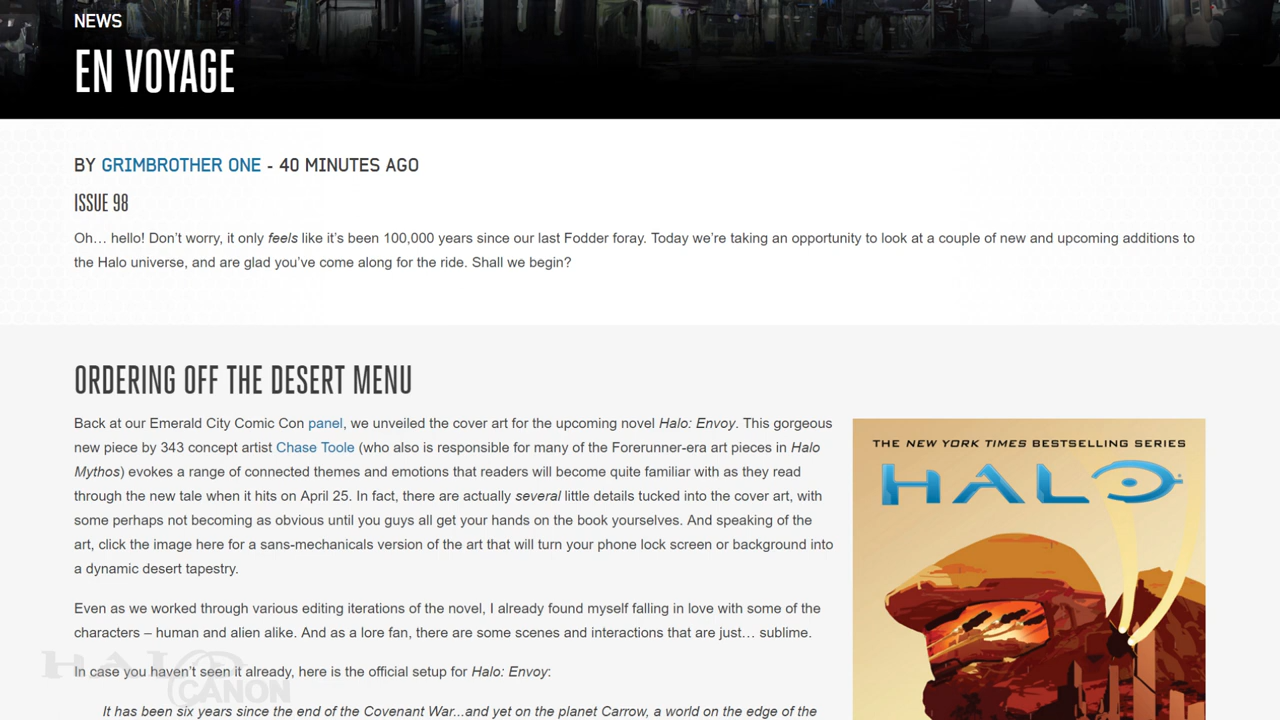 NEWS
EN VOYAGE
BY GRIMBROTHER ONE - 40 MINUTES AGO
ISSUE 98
Oh… hello! Don’t worry, it only feels like it’s been 100,000 years since our last Fodder foray. Today we’re taking an opportunity to look at a couple of new and upcoming additions to
the Halo universe, and are glad you’ve come along for the ride. Shall we begin?
ORDERING OFF THE DESERT MENU
Back at our Emerald City Comic Con panel, we unveiled the cover art for the upcoming novel Halo: Envoy. This gorgeous
new piece by 343 concept artist Chase Toole (who also is responsible for many of the Forerunner-era art pieces in Halo
Mythos) evokes a range of connected themes and emotions that readers will become quite familiar with as they read
through the new tale when it hits on April 25. In fact, there are actually several little details tucked into the cover art, with
some perhaps not becoming as obvious until you guys all get your hands on the book yourselves. And speaking of the
art, click the image here for a sans-mechanicals version of the art that will turn your phone lock screen or background into
a dynamic desert tapestry.
Even as we worked through various editing iterations of the novel, I already found myself falling in love with some of the
characters – human and alien alike. And as a lore fan, there are some scenes and interactions that are just… sublime.
In case you haven’t seen it already, here is the official setup for Halo: Envoy:
It has been six years since the end of the Covenant War...and yet on the planet Carrow, a world on the edge of the
THE NEW YORK TIMES BESTSELLING SERIES
HALO
HALO
CANON